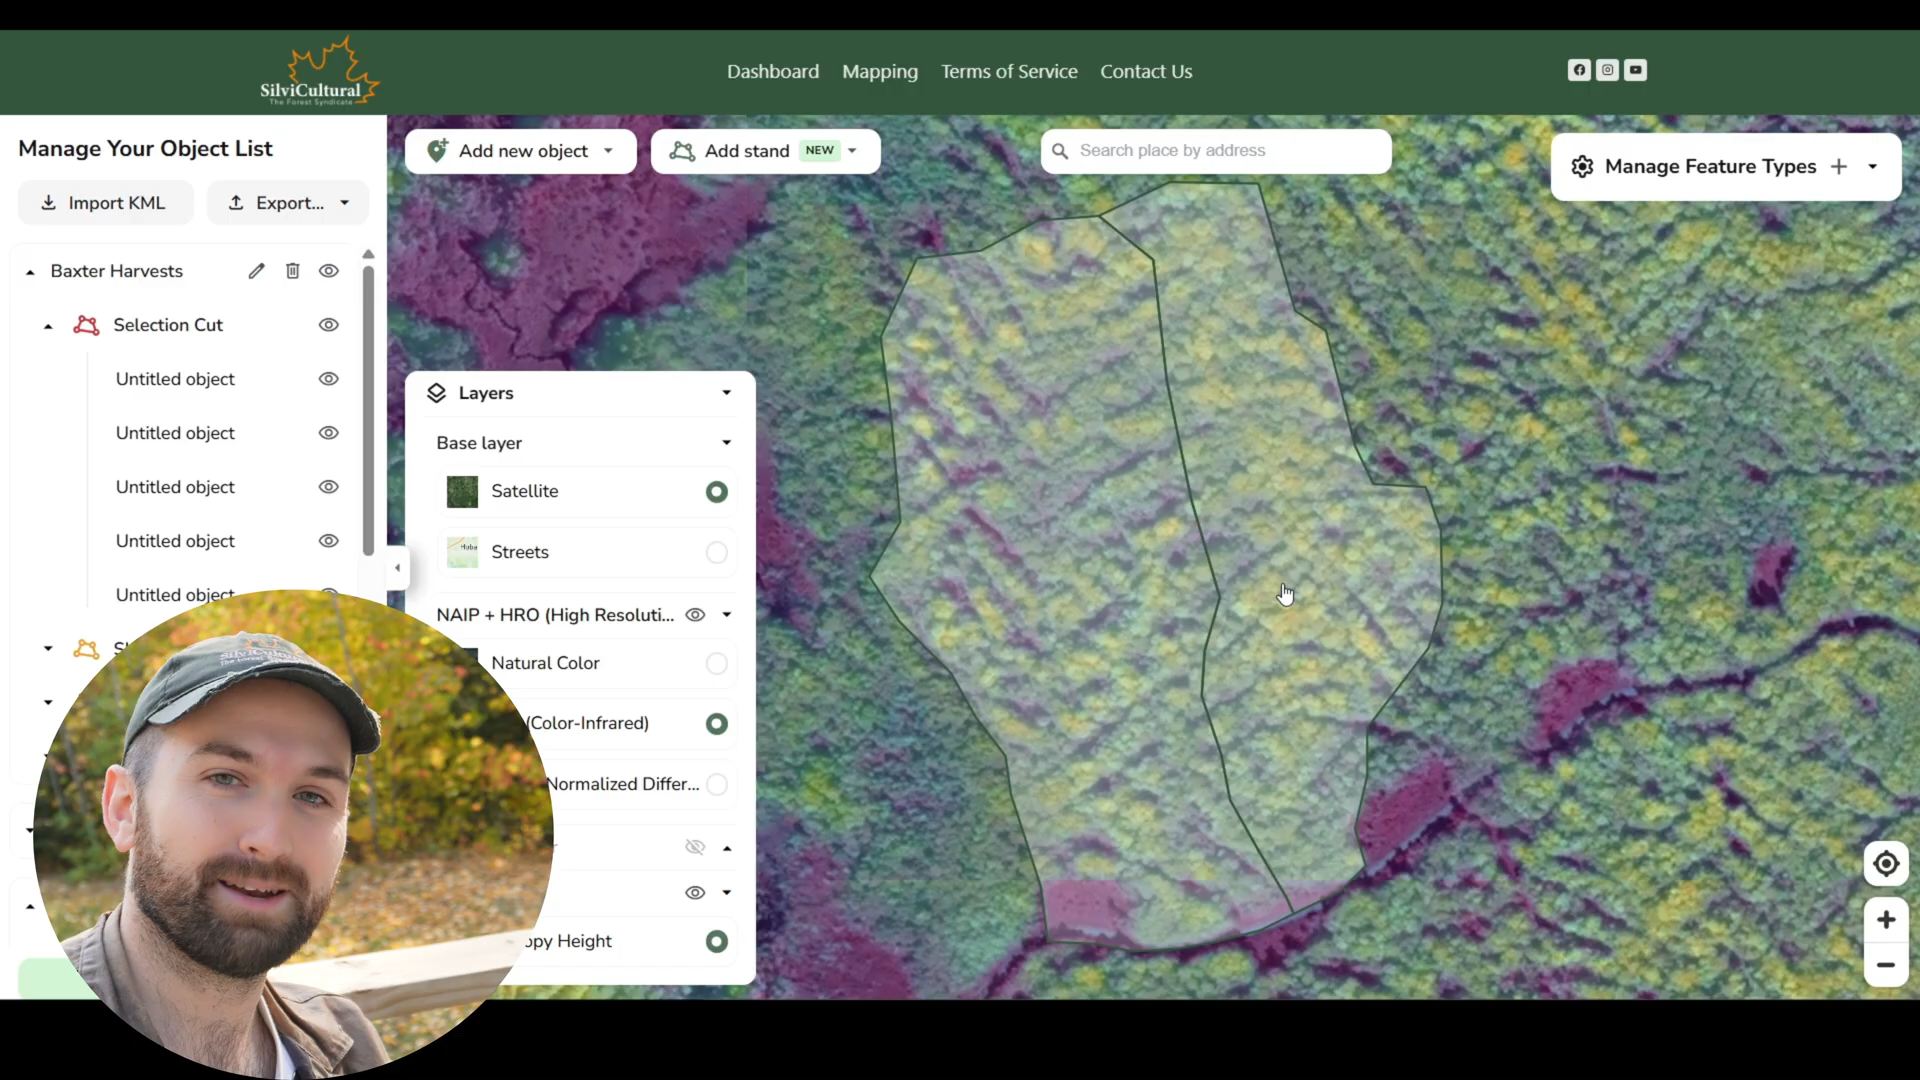 SilviCultural
The Forest Syndicate
Dashboard
Mapping
Terms of Service
Contact Us
Manage Your Object List
Import KML
Export...
Baxter Harvests
Selection Cut
Untitled object
Untitled object
Untitled object
Untitled object
Untitled object
Add new object
Add stand NEW
Search place by address
Manage Feature Types
Layers
Base layer
Satellite
Streets
NAIP + HRO (High Resoluti...
Natural Color
(Color-Infrared)
Normalized Differ...
opy Height
SilviCultural